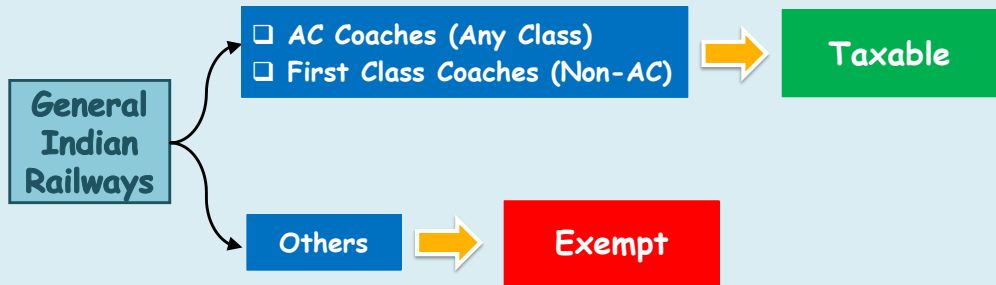 General
Indian
Railways
❑ AC Coaches (Any Class)
❑ First Class Coaches (Non-AC)
Taxable
Others
Exempt